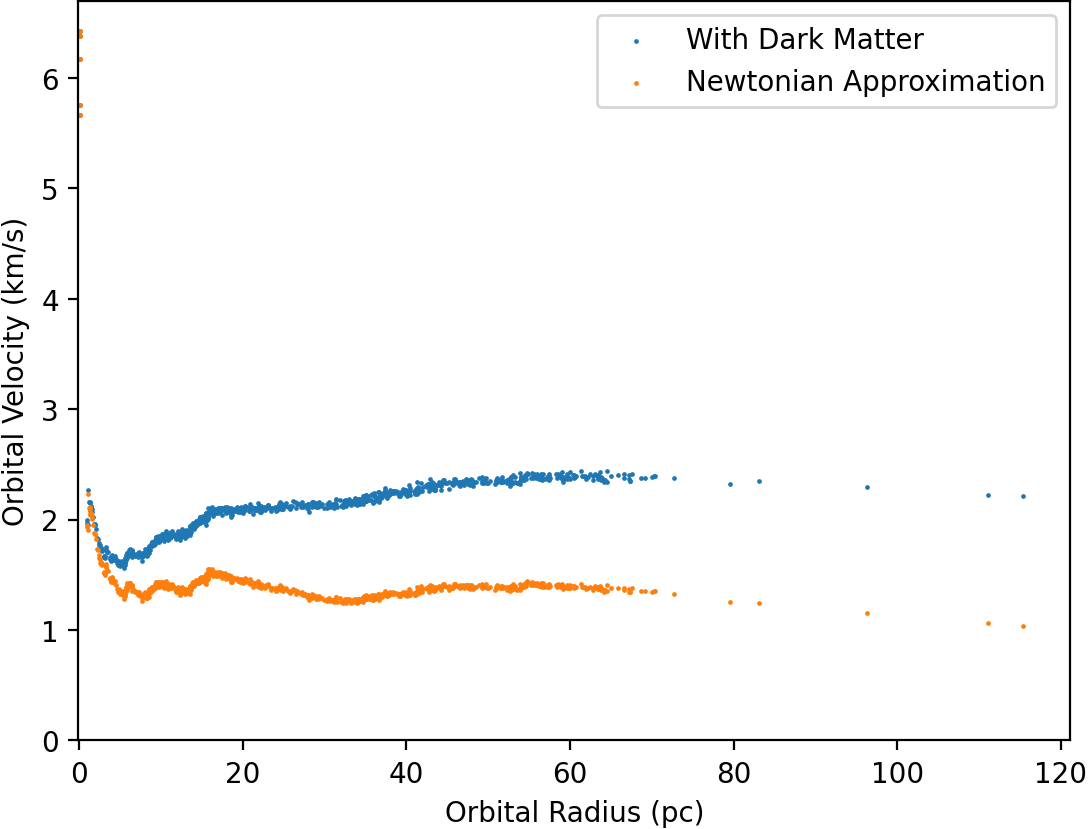 With Dark Matter
Newtonian Approximation
6
5
4
3
2
1
0
Orbital Velocity (km/s)
0 20 40 60 80 100 120
Orbital Radius (pc)